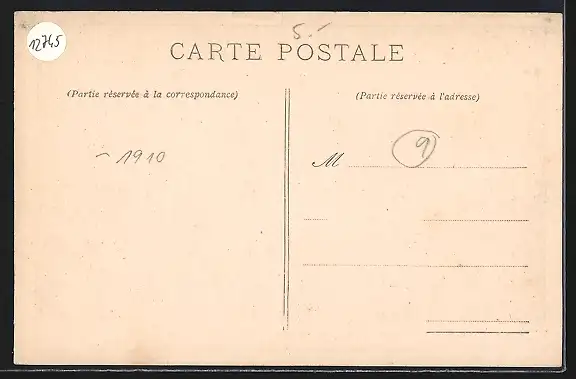 12745
5.-
CARTE POSTALE
(Partie réservée à la correspondance)
(Partie réservée à l'adresse)
- 1910
M
9